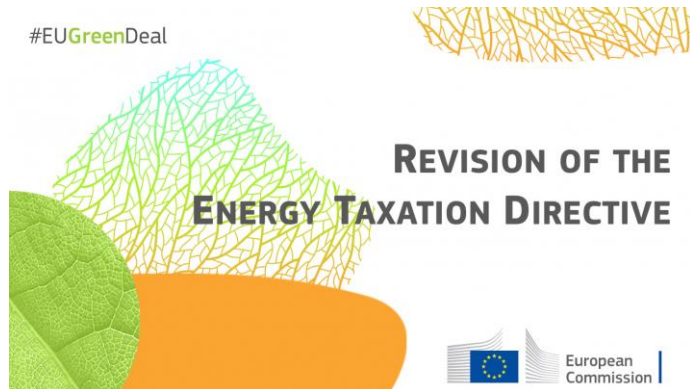 #EUGreenDeal
REVISION OF THE
ENERGY TAXATION DIRECTIVE
European
Commission